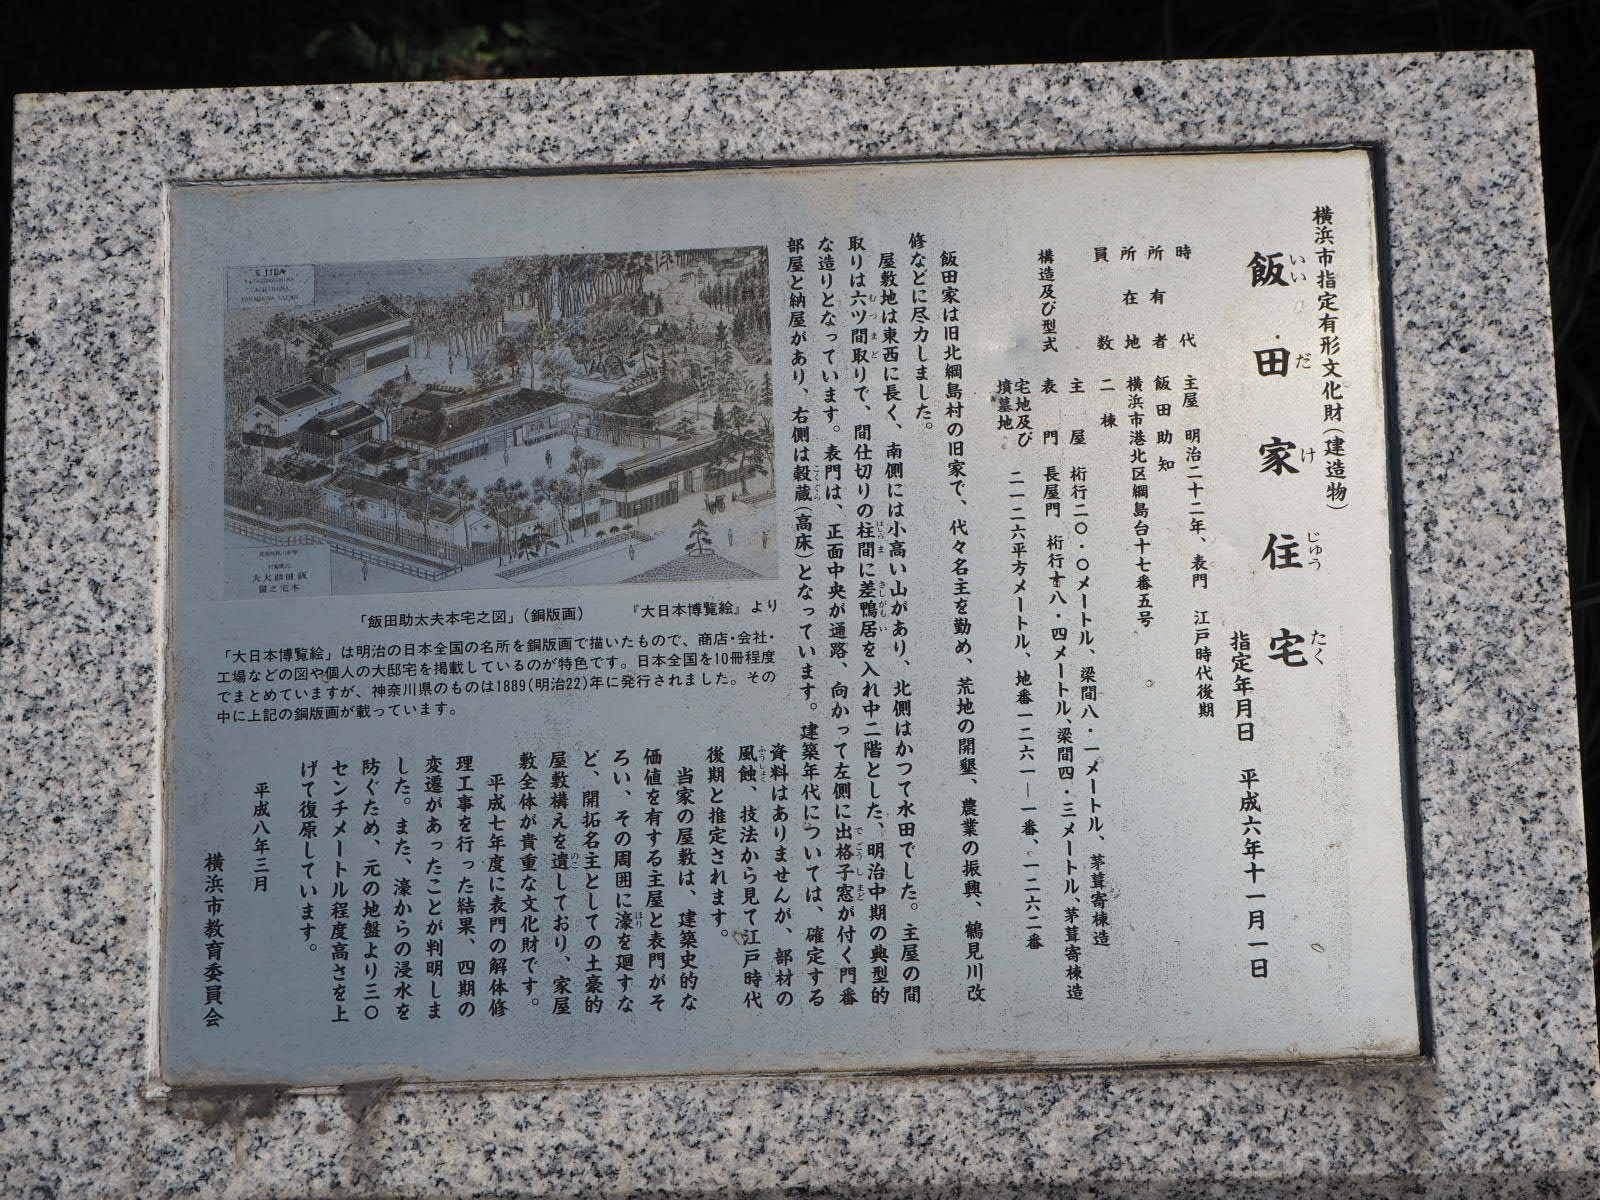 横浜市指定有形文化財(建造物)
飯田家住宅
いいだけじゅうたく
指定年月日 平成六年十一月一日
時代 主屋 明治二十二年、表門 江戸時代後期
所有者 飯田助知
所在地 横浜市港北区綱島台十七番五号
員数 二棟
構造及び型式 主屋 桁行二〇・〇メートル、梁間八・一メートル、茅葺寄棟造
表門 長屋門 桁行十八・四メートル、梁間四・三メートル、茅葺寄棟造
宅地及び墳墓地 二一二六平方メートル、地番一二六一―一番、一二六二番
飯田家は旧北綱島村の旧家で、代々名主を勤め、荒地の開墾、農業の振興、鶴見川改
修などに尽力しました。
屋敷地は東西に長く、南側には小高い山があり、北側はかつて水田でした。主屋の間
取りは六ツ間取りで、間仕切りの柱間に差鴨居を入れ中二階とした、明治中期の典型的
な造りとなっています。表門は、正面中央が通路、向かって左側に出格子窓が付く門番
部屋と納屋があり、右側は穀蔵(高床)となっています。建築年代については、確定する
資料はありませんが、部材の
風蝕、技法から見て江戸時代
後期と推定されます。
当家の屋敷は、建築史的な
価値を有する主屋と表門がそ
ろい、その周囲に濠を廻すな
ど、開拓名主としての土豪的
屋敷構えを遺しており、家屋
敷全体が貴重な文化財です。
平成七年度に表門の解体修
理工事を行った結果、四期の
変遷があったことが判明しま
した。また、濠からの浸水を
防ぐため、元の地盤より三〇
センチメートル程度高さを上
げて復原しています。
平成八年三月
横浜市教育委員会
飯田助太夫
本宅之図
「飯田助太夫本宅之図」(銅版画) 『大日本博覧絵』より
「大日本博覧絵」は明治の日本全国の名所を銅版画で描いたもので、商店・会社・
工場などの図や個人の大邸宅を掲載しているのが特色です。日本全国を10冊程度
でまとめていますが、神奈川県のものは1889(明治22)年に発行されました。その
中に上記の銅版画が載っています。